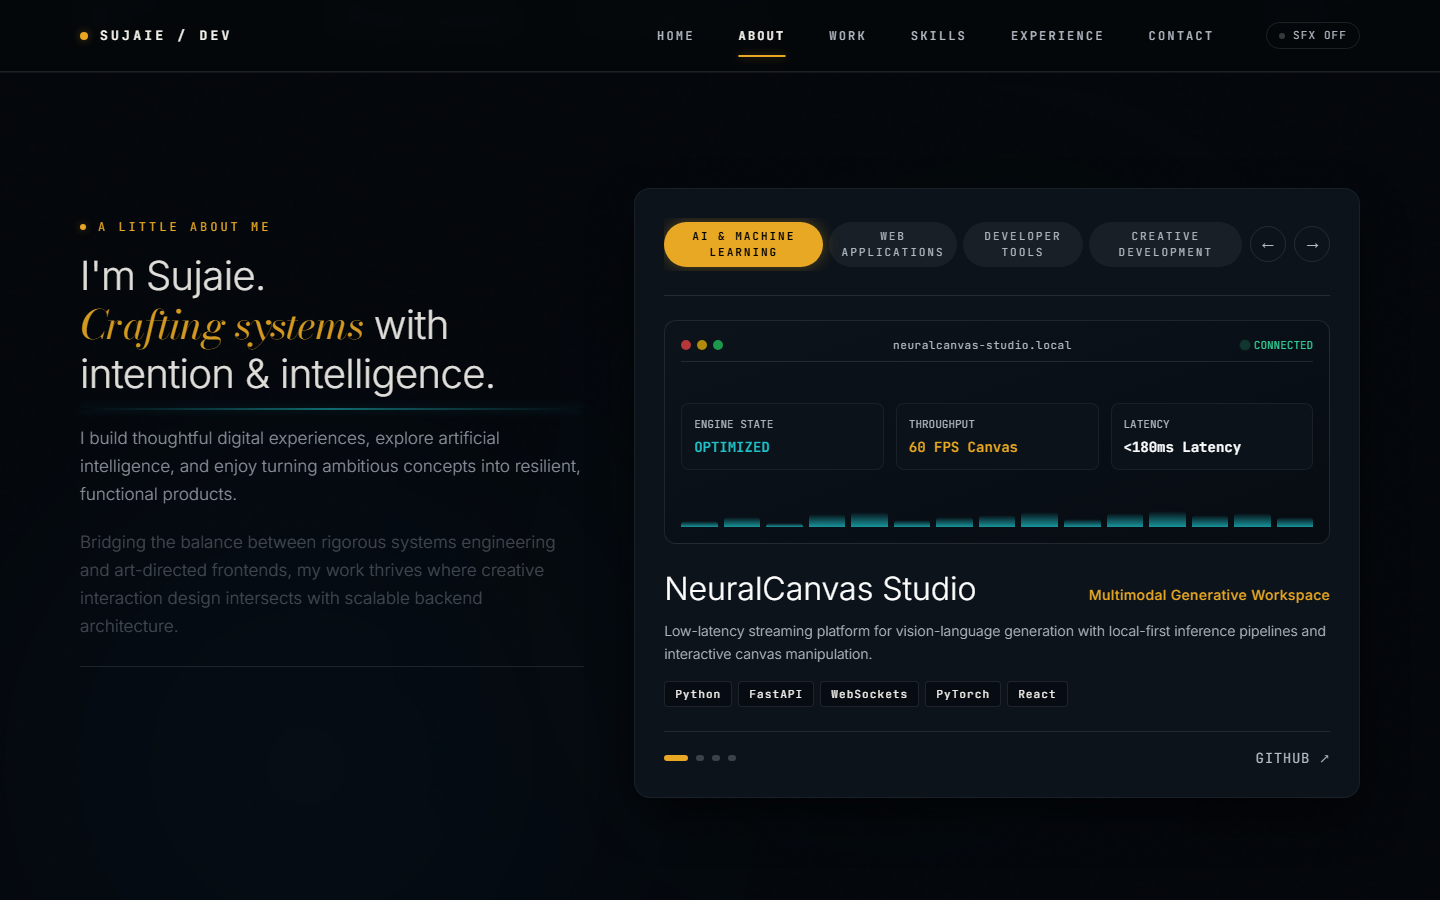 SUJAIE / DEV
HOME ABOUT WORK SKILLS EXPERIENCE CONTACT SFX OFF
A LITTLE ABOUT ME
I'm Sujaie.
Crafting systems with
intention & intelligence.
I build thoughtful digital experiences, explore artificial
intelligence, and enjoy turning ambitious concepts into resilient,
functional products.
Bridging the balance between rigorous systems engineering
and art-directed frontends, my work thrives where creative
interaction design intersects with scalable backend
architecture.
AI & MACHINE
LEARNING
WEB
APPLICATIONS
DEVELOPER
TOOLS
CREATIVE
DEVELOPMENT
← →
neuralcanvas-studio.local CONNECTED
ENGINE STATE
OPTIMIZED
THROUGHPUT
60 FPS Canvas
LATENCY
<180ms Latency
NeuralCanvas Studio
Multimodal Generative Workspace
Low-latency streaming platform for vision-language generation with local-first inference pipelines and
interactive canvas manipulation.
Python FastAPI WebSockets PyTorch React
GITHUB ↗